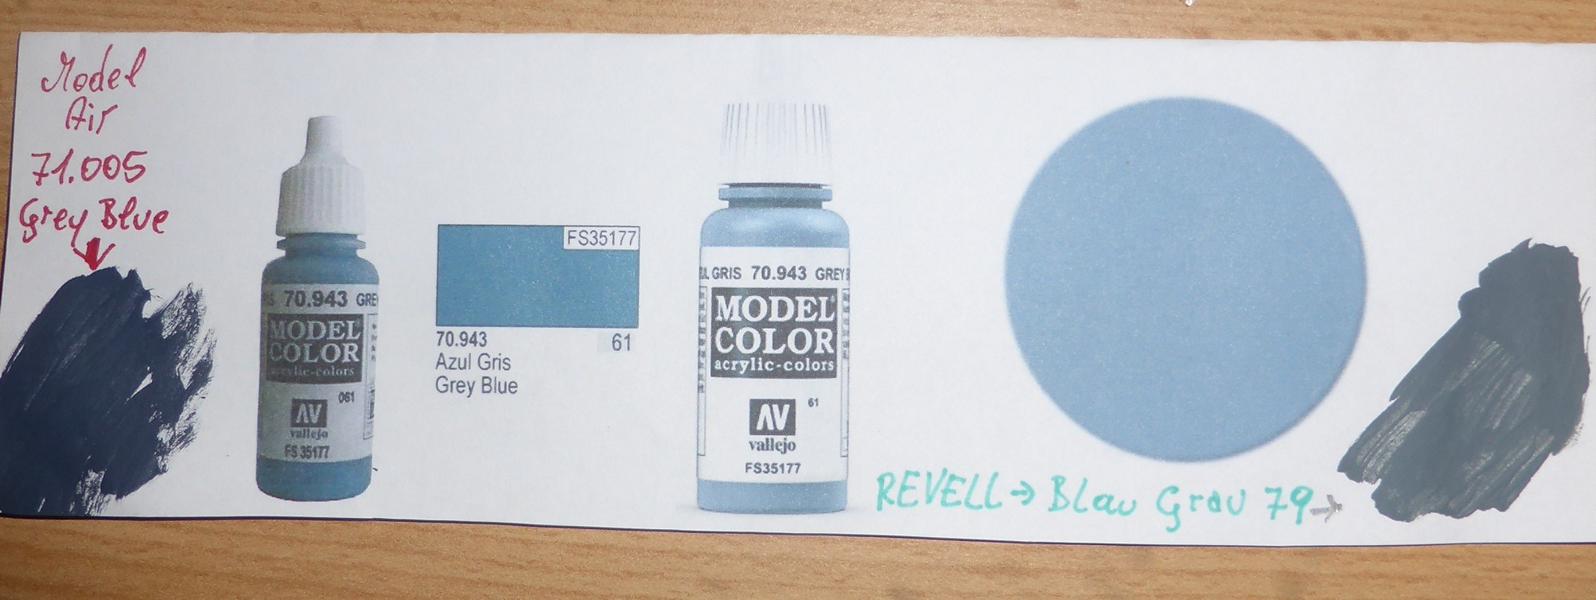 Model
Air
71.005
Grey Blue
70.943 GRE
MODEL
COLOR
acrylic-colors
061
AV
vallejo
FS 35177
FS35177
70.943 61
Azul Gris
Grey Blue
UL GRIS 70.943 GREY B
MODEL
COLOR
acrylic-colors
61
AV
vallejo
FS35177
REVELL → Blau Grau 79 →